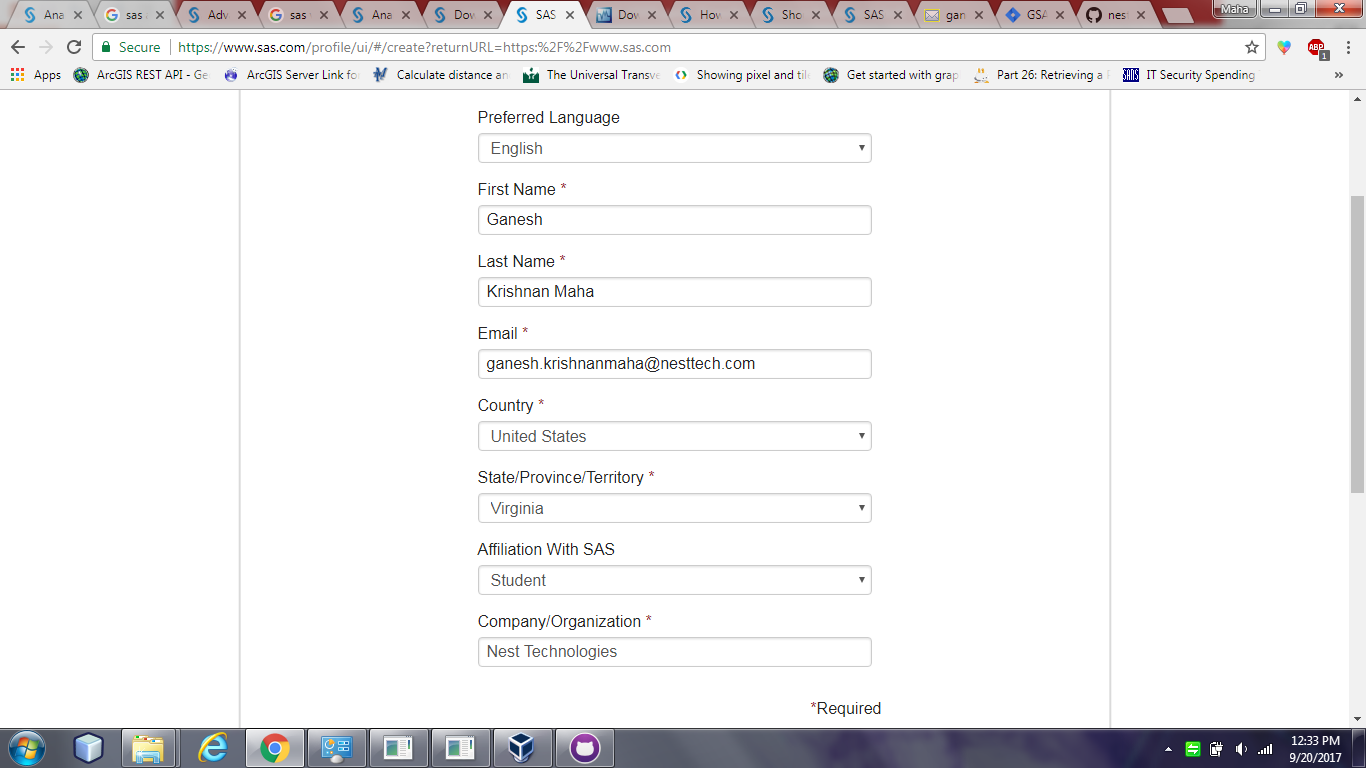 Ana
sas
Adv
sas
Ana
Dov
SAS
Dov
How
Sho
SAS
gan
GSA
nes
Maha
Secure
https://www.sas.com/profile/ui/#/create?returnURL=https:%2F%2Fwww.sas.com
ABP
1
Apps
ArcGIS REST API - Ge
ArcGIS Server Link fo
Calculate distance an
The Universal Transve
Showing pixel and til
Get started with grap
Part 26: Retrieving a
SANS
IT Security Spending
»
Preferred Language
English
First Name *
Ganesh
Last Name *
Krishnan Maha
Email *
ganesh.krishnanmaha@nesttech.com
Country *
United States
State/Province/Territory *
Virginia
Affiliation With SAS
Student
Company/Organization *
Nest Technologies
*Required
12:33 PM
9/20/2017